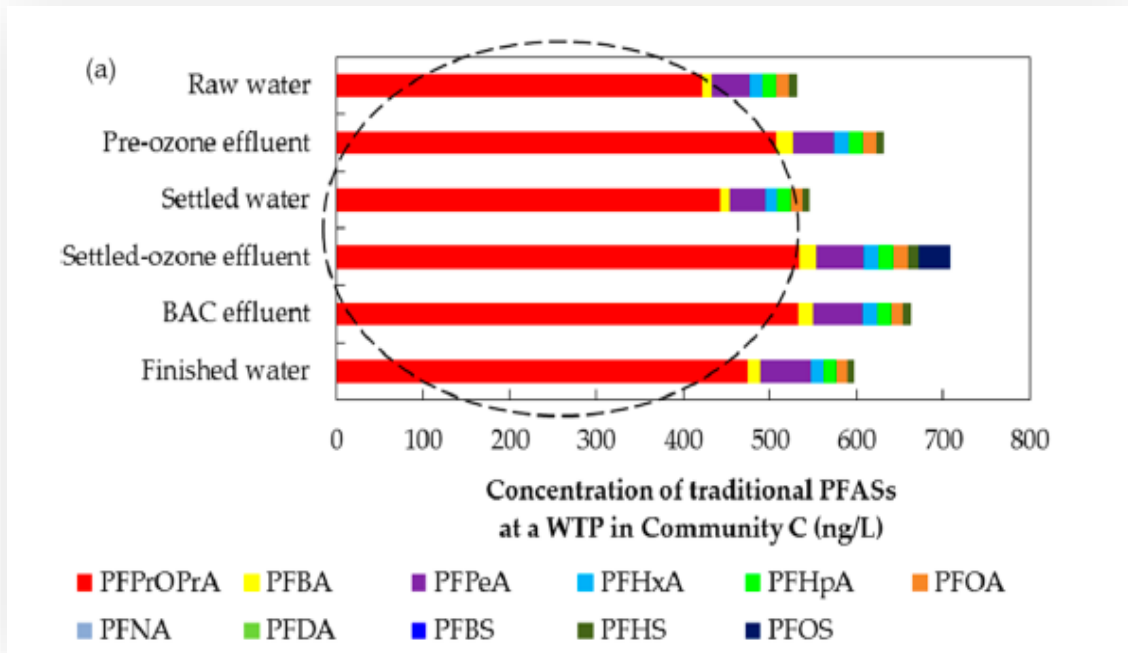 (a)
Raw water
Pre-ozone effluent
Settled water
Settled-ozone effluent
BAC effluent
Finished water
0 100 200 300 400 500 600 700 800
Concentration of traditional PFASs
at a WTP in Community C (ng/L)
PFPrOPrA PFBA PFPeA PFHxA PFHpA PFOA
PFNA PFDA PFBS PFHS PFOS